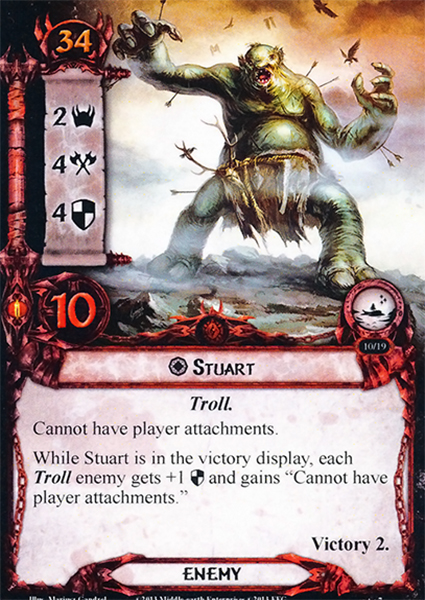 34
2
4
4
10
10/19
STUART
Troll.
Cannot have player attachments.
While Stuart is in the victory display, each
Troll enemy gets +1 and gains “Cannot have
player attachments.”
Victory 2.
ENEMY